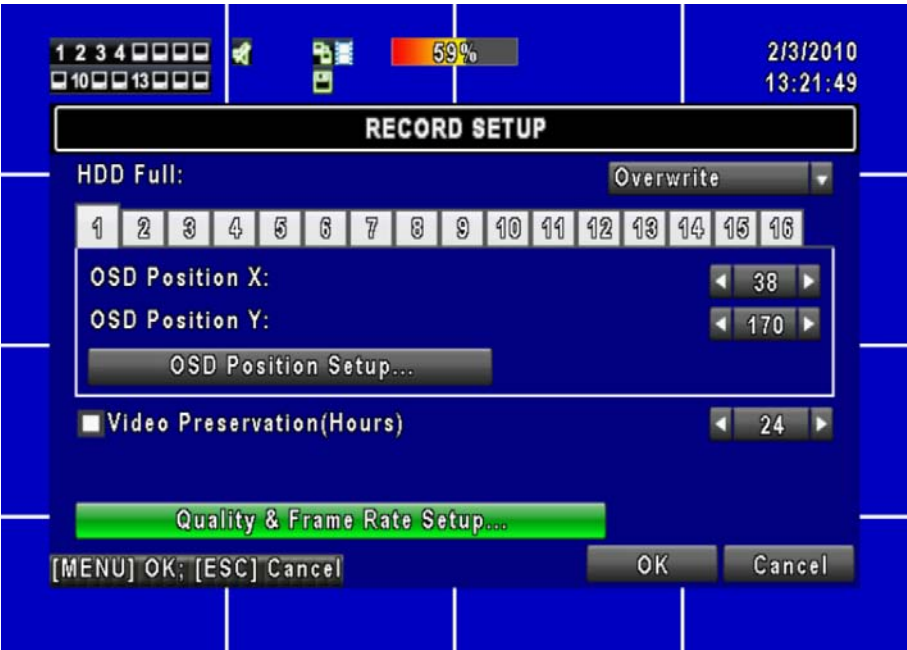 1 2 3 4
10 13
59%
2/3/2010
13:21:49
RECORD SETUP
HDD Full: Overwrite
1 2 3 4 5 6 7 8 9 10 11 12 13 14 15 16
OSD Position X: 38
OSD Position Y: 170
OSD Position Setup...
Video Preservation(Hours) 24
Quality & Frame Rate Setup...
[MENU] OK; [ESC] Cancel
OK Cancel